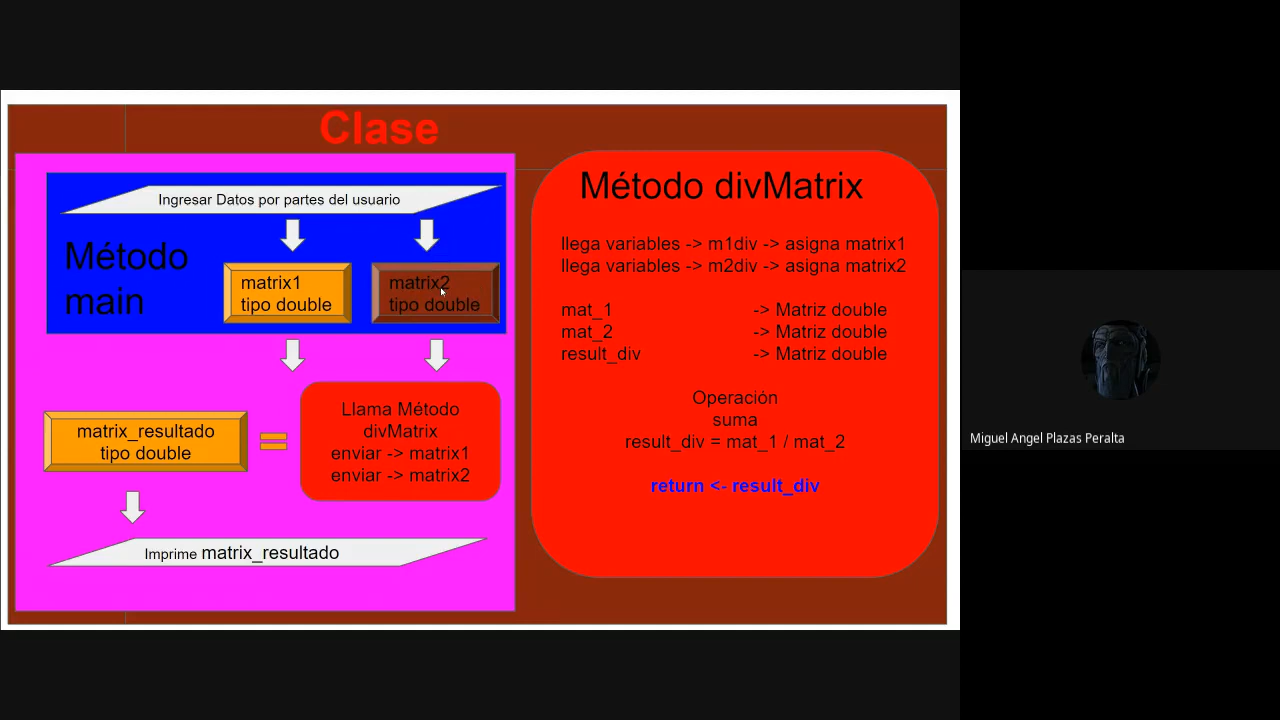 Clase
Ingresar Datos por partes del usuario
Método
main
matrix1
tipo double
matrix2
tipo double
matrix_resultado
tipo double
Llama Método
divMatrix
enviar -> matrix1
enviar -> matrix2
Imprime matrix_resultado
Método divMatrix
llega variables -> m1div -> asigna matrix1
llega variables -> m2div -> asigna matrix2
mat_1 -> Matriz double
mat_2 -> Matriz double
result_div -> Matriz double
Operación
suma
result_div = mat_1 / mat_2
return <- result_div
Miguel Angel Plazas Peralta